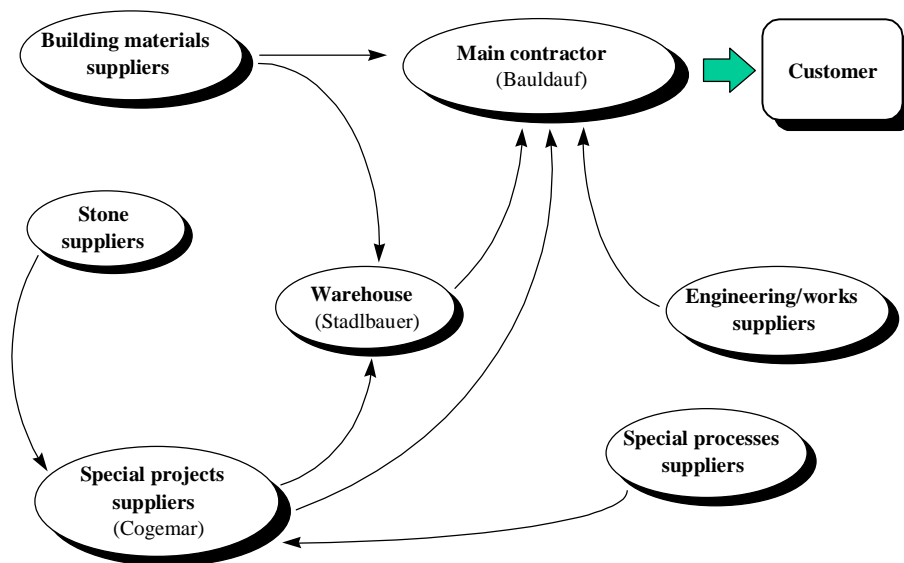 Building materials
suppliers
Main contractor
(Bauldauf)
Customer
Stone
suppliers
Warehouse
(Stadlbauer)
Engineering/works
suppliers
Special processes
suppliers
Special projects
suppliers
(Cogemar)